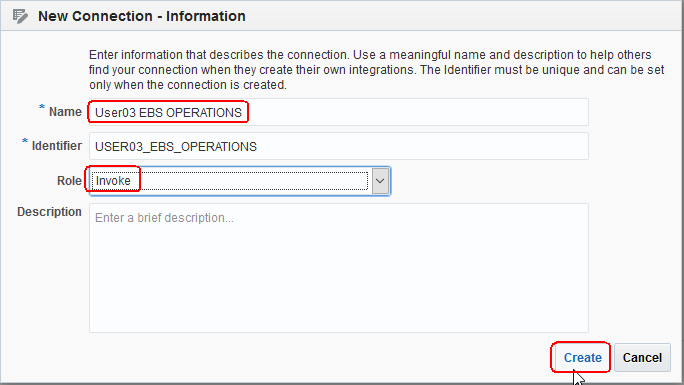 New Connection - Information
Enter information that describes the connection. Use a meaningful name and description to help others
find your connection when they create their own integrations. The Identifier must be unique and can be set
only when the connection is created.
* Name User03 EBS OPERATIONS
* Identifier USER03_EBS_OPERATIONS
Role Invoke
Description Enter a brief description...
Create Cancel